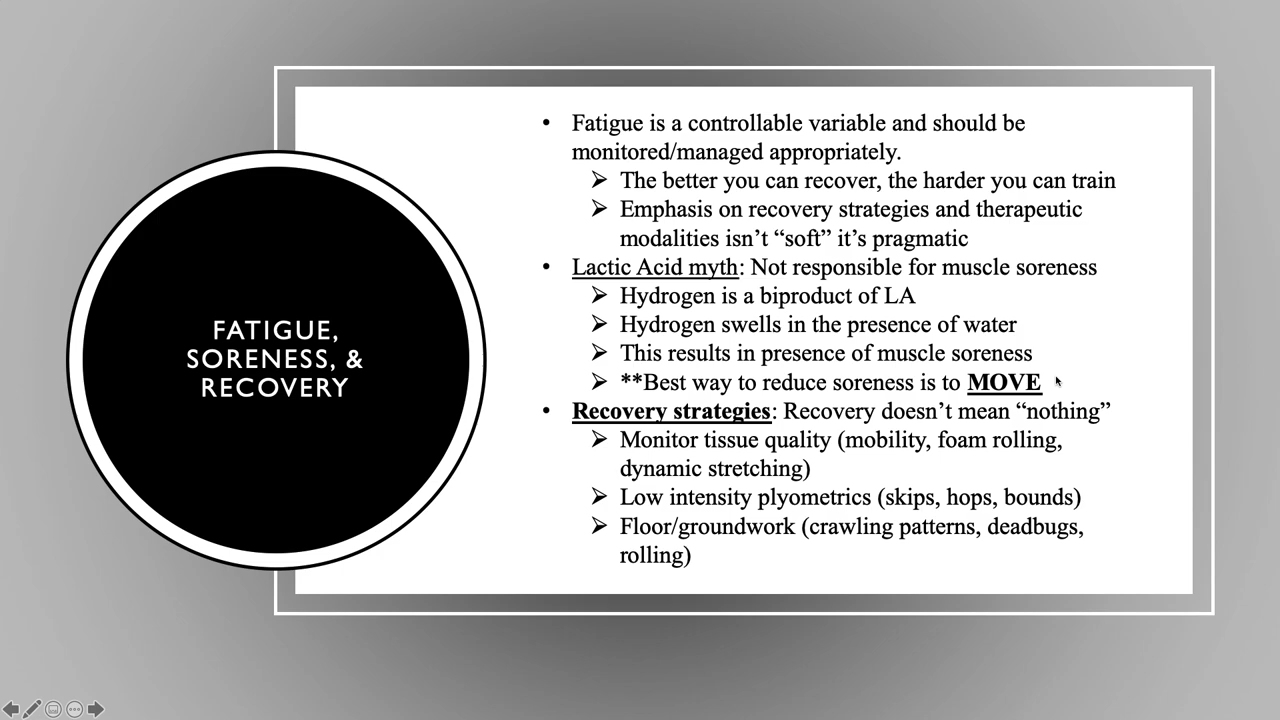 FATIGUE,
SORENESS, &
RECOVERY
• Fatigue is a controllable variable and should be
monitored/managed appropriately.
➢ The better you can recover, the harder you can train
➢ Emphasis on recovery strategies and therapeutic
modalities isn’t “soft” it’s pragmatic
• Lactic Acid myth: Not responsible for muscle soreness
➢ Hydrogen is a biproduct of LA
➢ Hydrogen swells in the presence of water
➢ This results in presence of muscle soreness
➢ **Best way to reduce soreness is to MOVE
• Recovery strategies: Recovery doesn’t mean “nothing”
➢ Monitor tissue quality (mobility, foam rolling,
dynamic stretching)
➢ Low intensity plyometrics (skips, hops, bounds)
➢ Floor/groundwork (crawling patterns, deadbugs,
rolling)